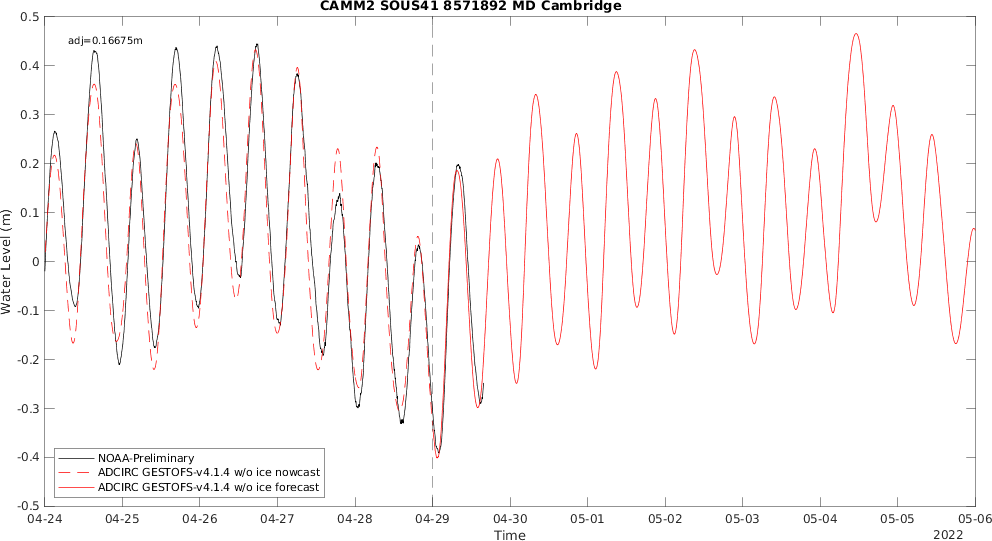 CAMM2 SOUS41 8571892 MD Cambridge
adj=0.16675m
0.5
0.4
0.3
0.2
0.1
0
-0.1
-0.2
-0.3
-0.4
-0.5
Water Level (m)
NOAA-Preliminary
ADCIRC GESTOFS-v4.1.4 w/o ice nowcast
ADCIRC GESTOFS-v4.1.4 w/o ice forecast
04-24 04-25 04-26 04-27 04-28 04-29 04-30 05-01 05-02 05-03 05-04 05-05 05-06
Time
2022